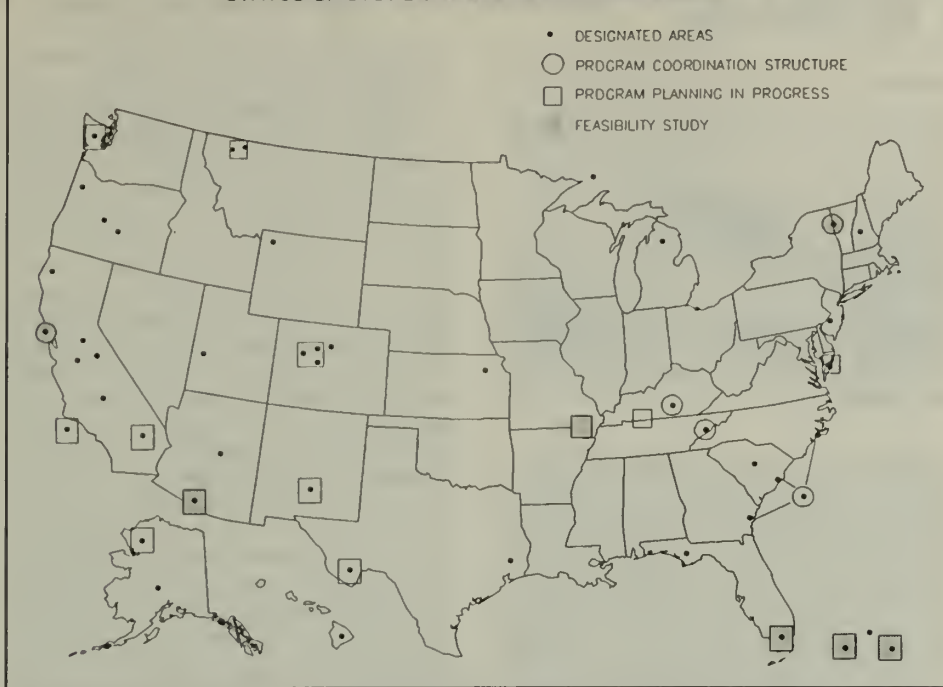 DESIGNATED AREAS
PROGRAM COORDINATION STRUCTURE
PROGRAM PLANNING IN PROGRESS
FEASIBILITY STUDY